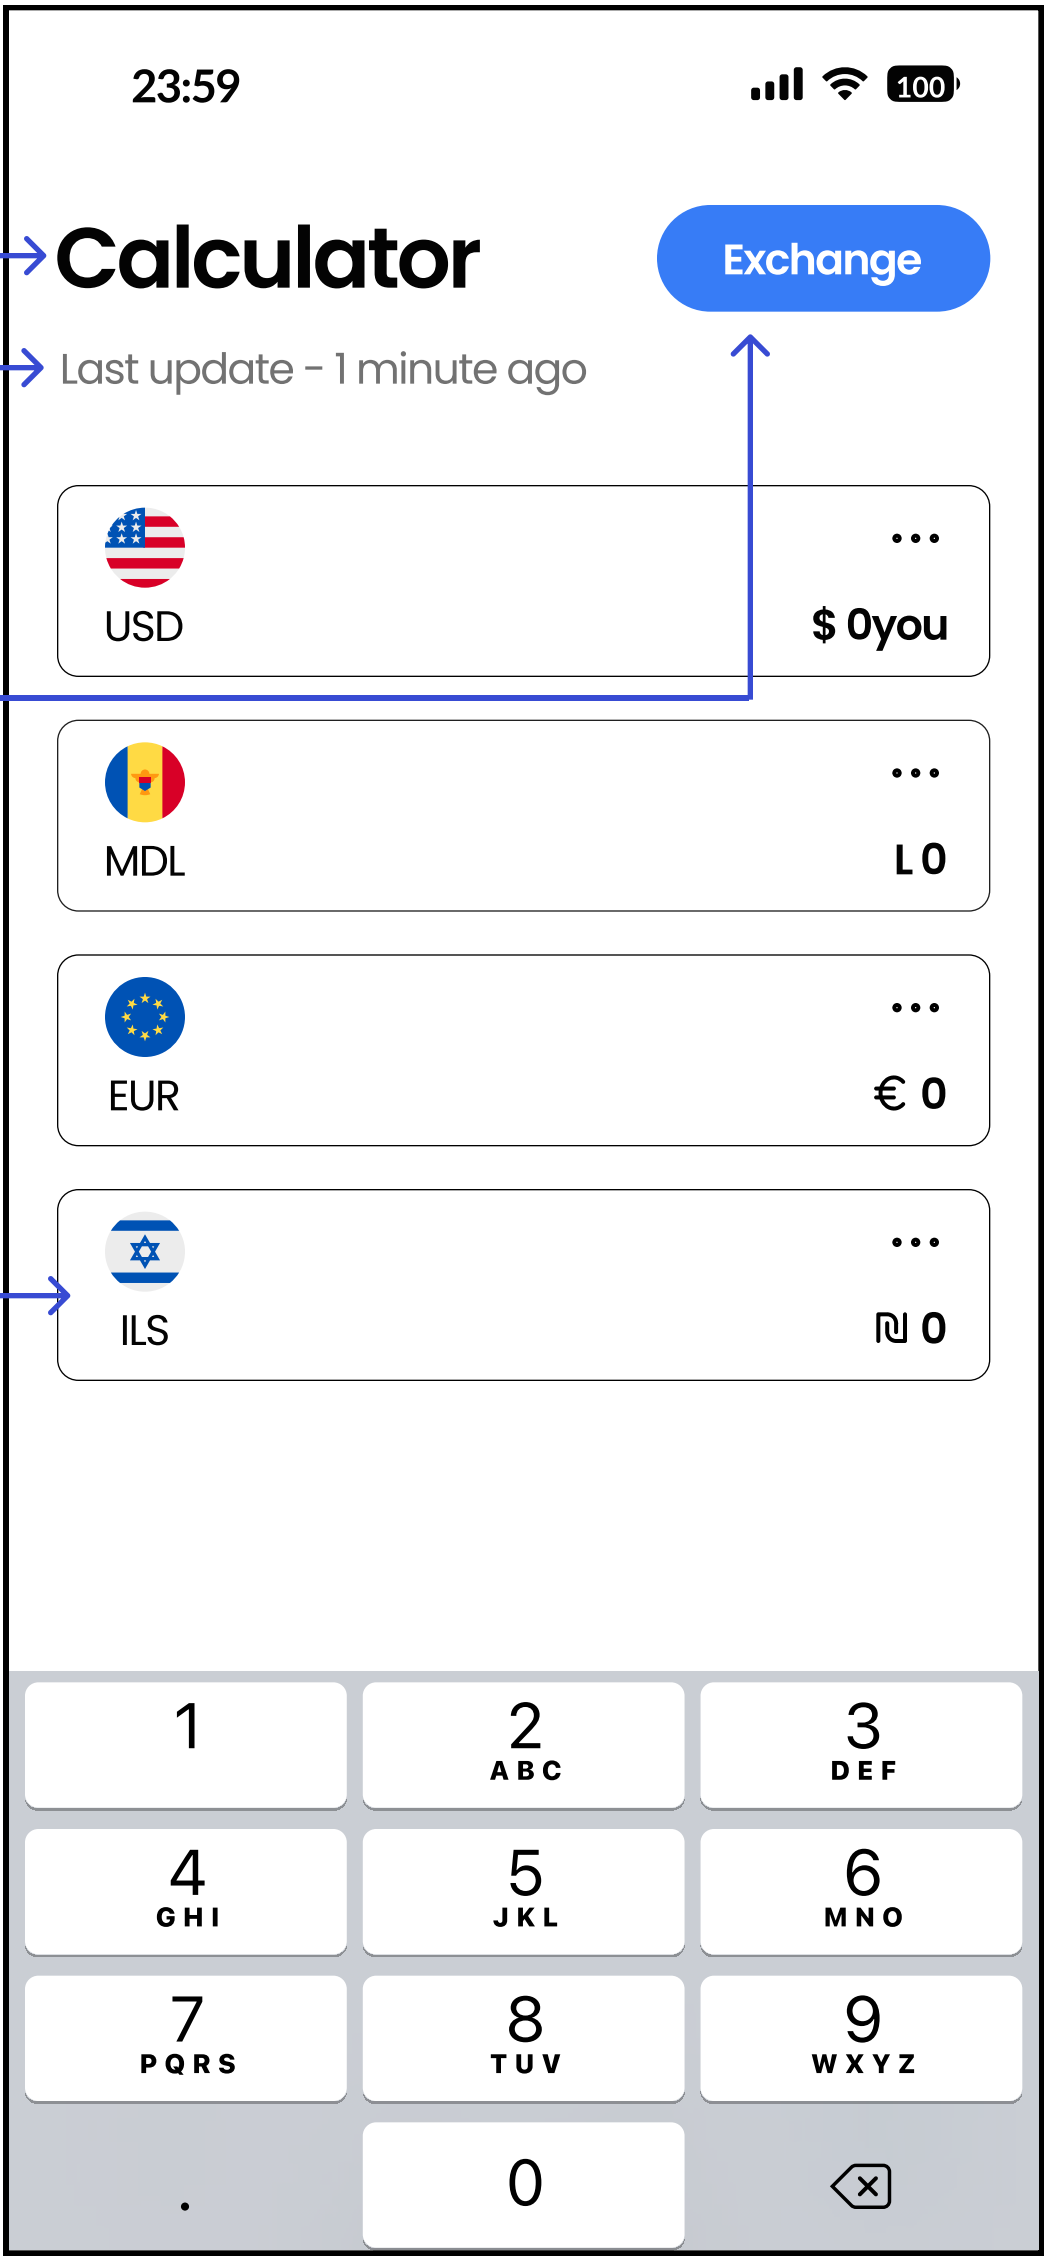 23:59
100
Calculator
Exchange
Last update - 1 minute ago
USD
$ 0you
MDL
L 0
EUR
€ 0
ILS
₪ 0
1
2
ABC
3
DEF
4
GHI
5
JKL
6
MNO
7
PQRS
8
TUV
9
WXYZ
.
0